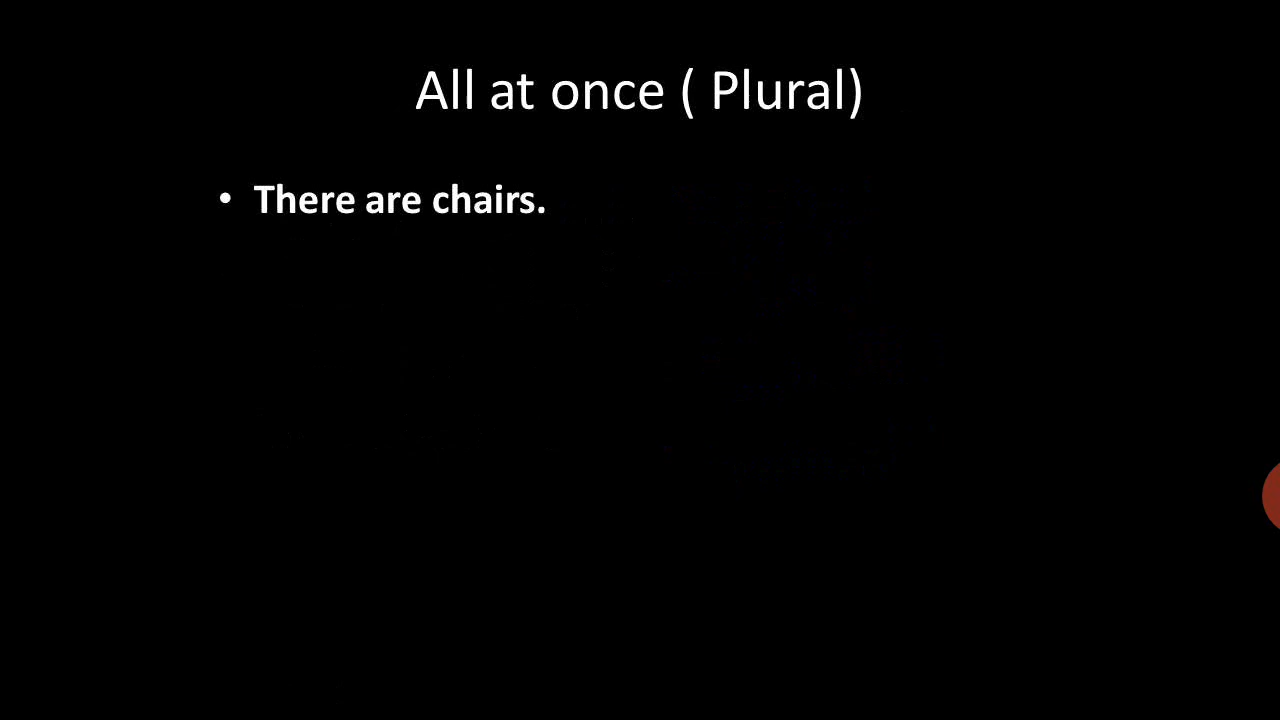 All at once ( Plural)
• There are chairs.